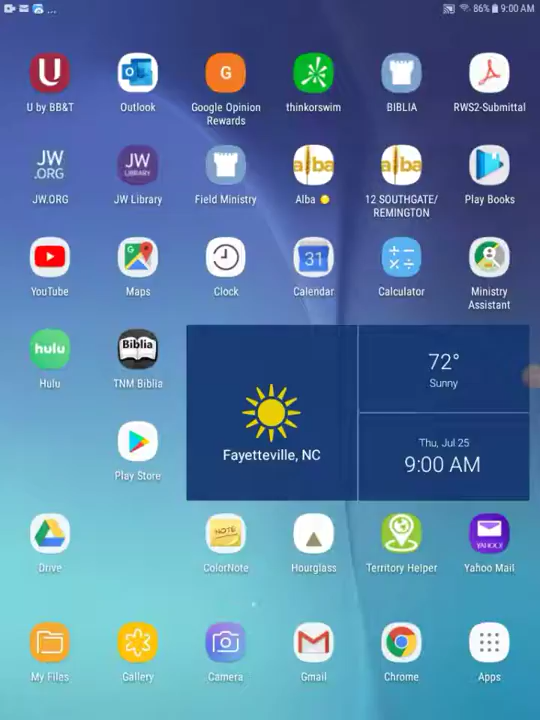 ... 86% 9:00 AM
U by BB&T Outlook Google Opinion Rewards thinkorswim BIBLIA RWS2-Submittal
U G
JW.ORG JW LIBRARY alba alba
JW.ORG JW Library Field Ministry Alba 12 SOUTHGATE/REMINGTON Play Books
31
YouTube Maps Clock Calendar Calculator Ministry Assistant
hulu Biblia
Hulu TNM Biblia
72°
Sunny
Fayetteville, NC
Thu, Jul 25
9:00 AM
Play Store
NOTE YAHOO!
Drive ColorNote Hourglass Territory Helper Yahoo Mail
My Files Gallery Camera Gmail Chrome Apps